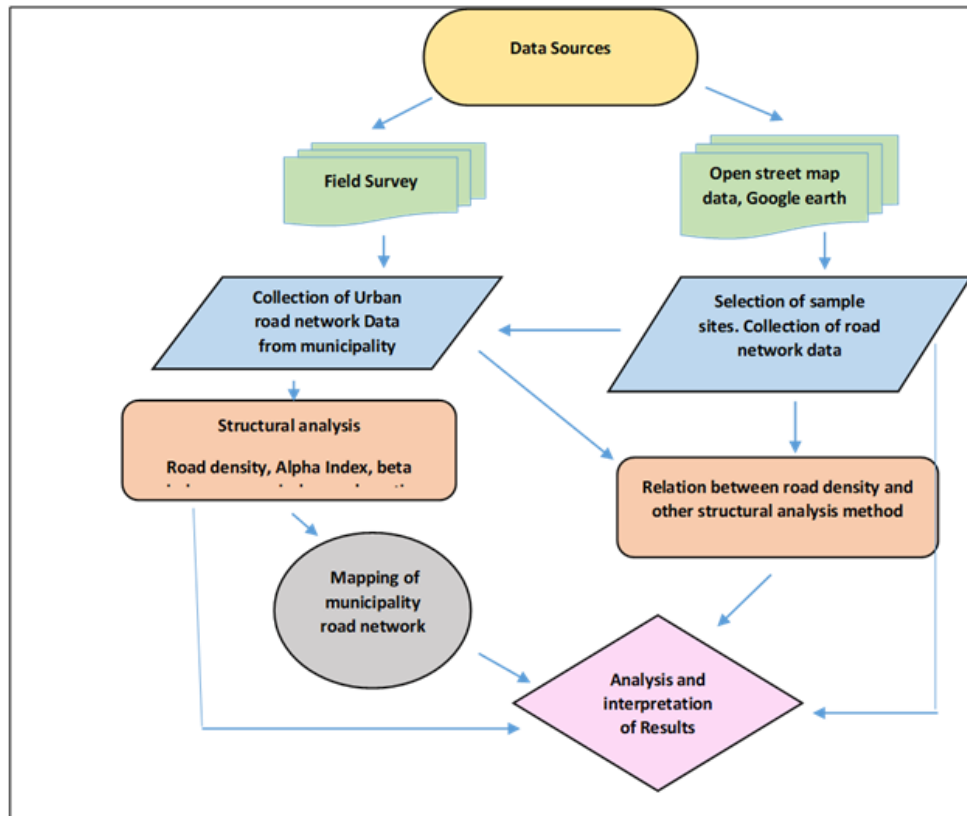 Data Sources
Field Survey
Open street map
data, Google earth
Collection of Urban
road network Data
from municipality
Selection of sample
sites. Collection of road
network data
Structural analysis
Road density, Alpha Index, beta
Relation between road density and
other structural analysis method
Mapping of
municipality
road network
Analysis and
interpretation
of Results